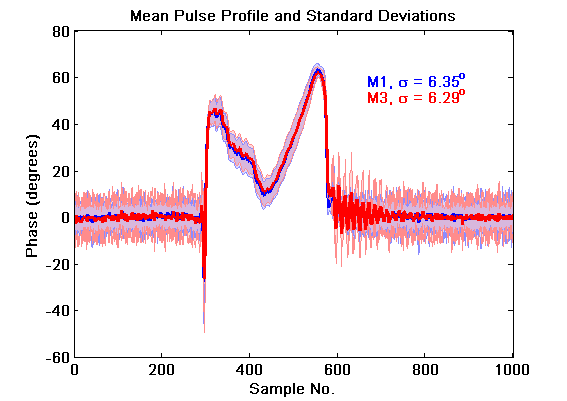 Mean Pulse Profile and Standard Deviations
80
60
40
20
0
-20
-40
-60
Phase (degrees)
M1, σ = 6.35°
M3, σ = 6.29°
0
200
400
600
800
1000
Sample No.